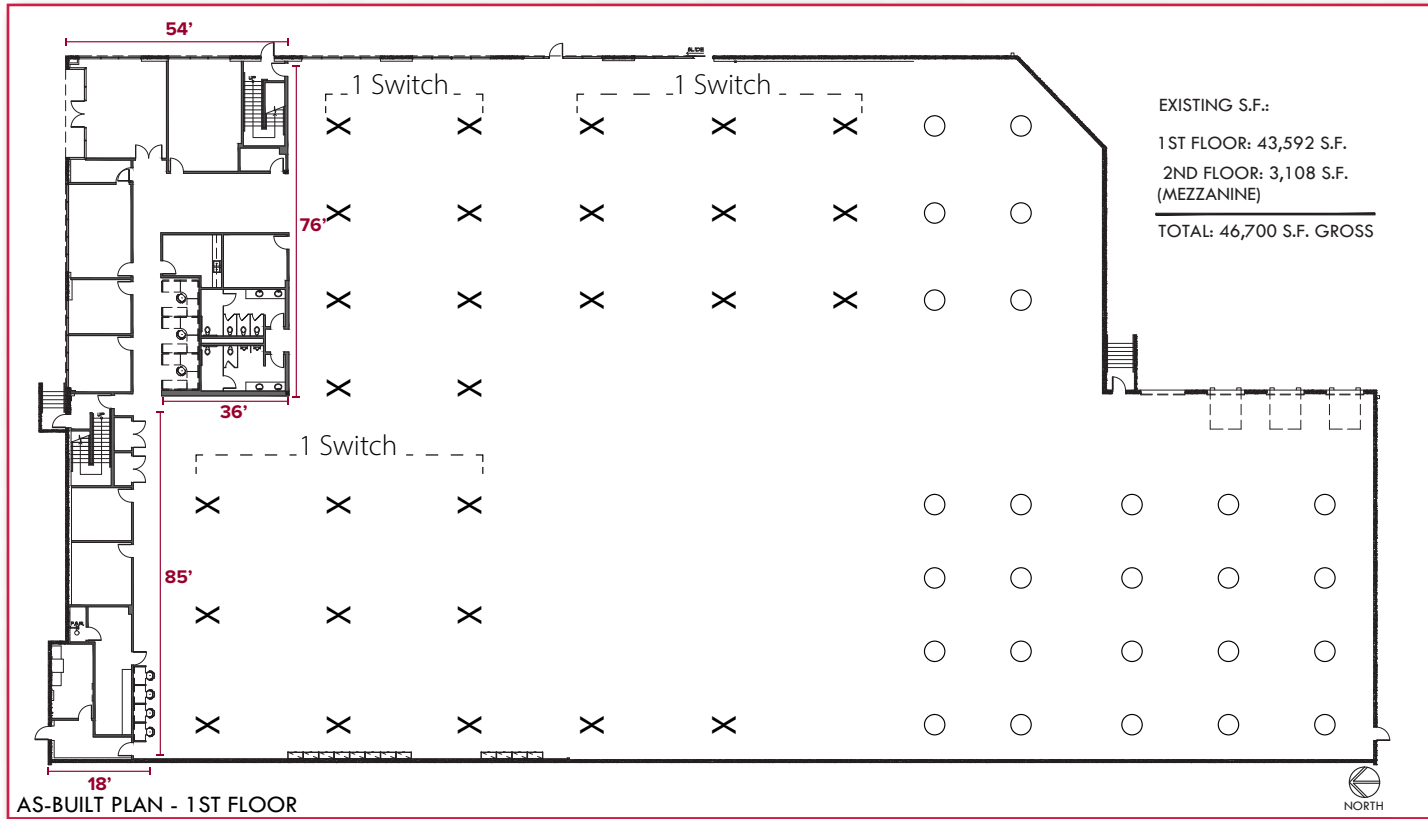 54'
1 Switch
1 Switch
EXISTING S.F.:
1ST FLOOR: 43,592 S.F.
2ND FLOOR: 3,108 S.F.
(MEZZANINE)
TOTAL: 46,700 S.F. GROSS
76'
36'
1 Switch
85'
18'
AS-BUILT PLAN - 1ST FLOOR
NORTH